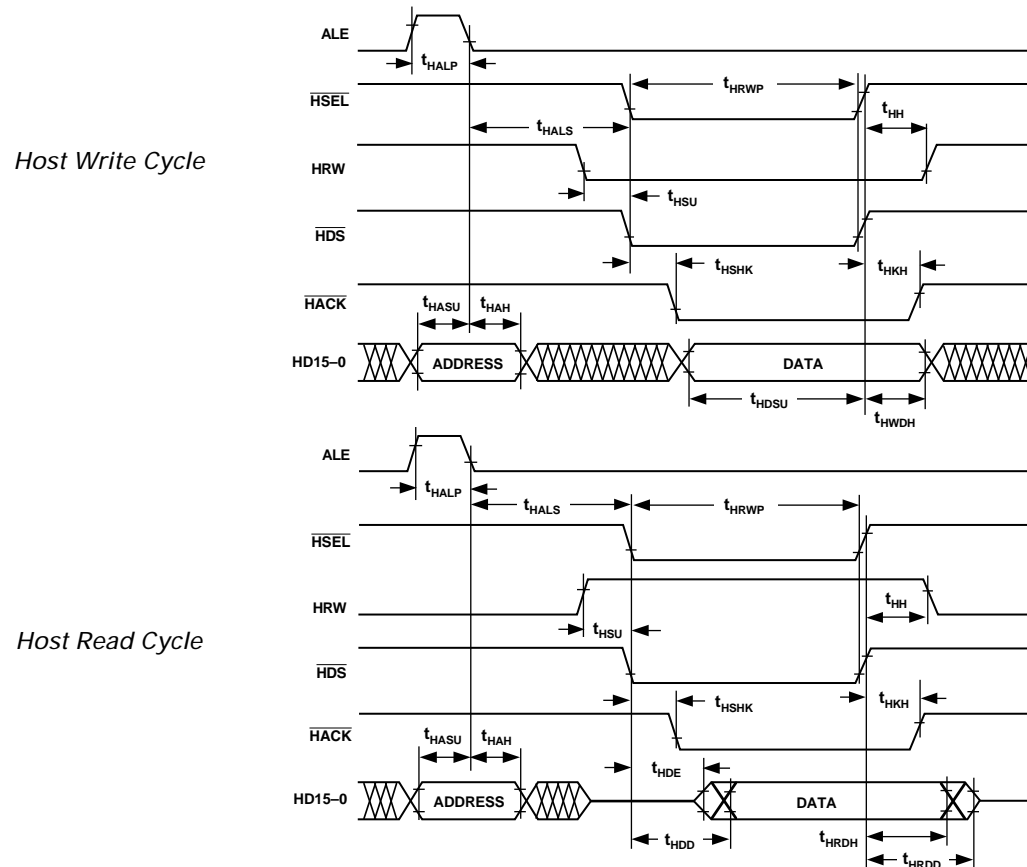 ALE
tHALP
HSEL
tHRWP
tHH
tHALS
Host Write Cycle
HRW
tHSU
HDS
tHSHK
tHKH
HACK
tHASU
tHAH
HD15–0
ADDRESS
DATA
tHDSU
tHWDH
ALE
tHALP
tHALS
tHRWP
HSEL
HRW
tHH
tHSU
Host Read Cycle
HDS
tHSHK
tHKH
HACK
tHASU
tHAH
tHDE
HD15–0
ADDRESS
DATA
tHDD
tHRDH
tHRDD